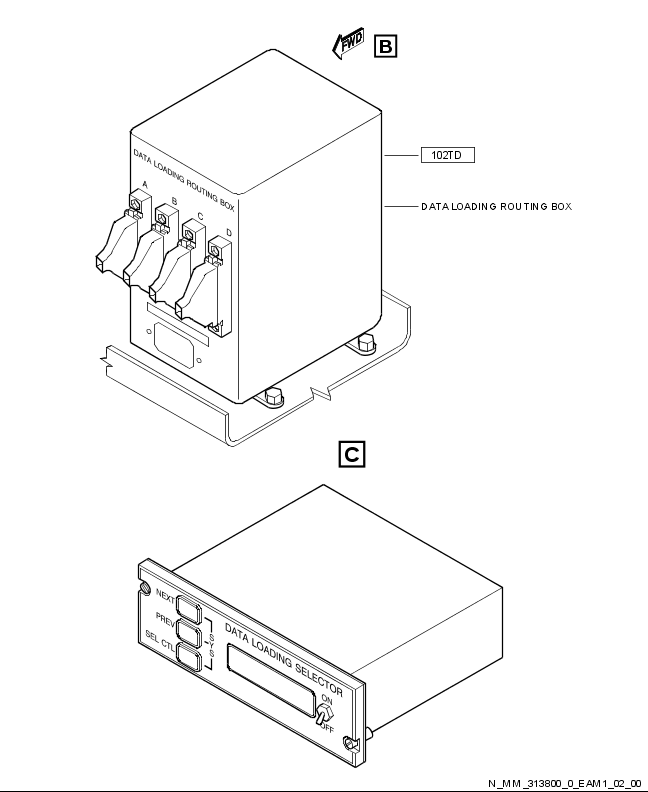 FWD
B
102TD
DATA LOADING ROUTING BOX
A
B
C
D
DATA LOADING ROUTING BOX
C
NEXT
PREV
SEL CTL
SYS
DATA LOADING SELECTOR
ON
OFF
N_MM_313800_0_EAM1_02_00